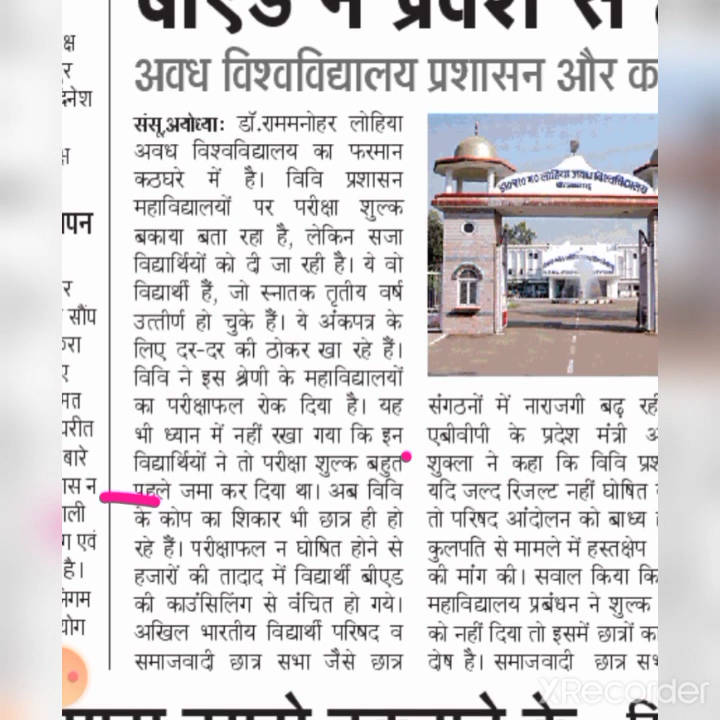 अवध विश्वविद्यालय प्रशासन और
संसू,अयोध्याः डॉ.राममनोहर लोहिया
अवध विश्वविद्यालय का फरमान
कठघरे में है। विवि प्रशासन
महाविद्यालयों पर परीक्षा शुल्क
बकाया बता रहा है, लेकिन सजा
विद्यार्थियों को दी जा रही है। ये वो
विद्यार्थी हैं, जो स्नातक तृतीय वर्ष
उत्तीर्ण हो चुके हैं। ये अंकपत्र के
लिए दर-दर की ठोकर खा रहे हैं।
विवि ने इस श्रेणी के महाविद्यालयों
का परीक्षाफल रोक दिया है। यह
भी ध्यान में नहीं रखा गया कि इन
विद्यार्थियों ने तो परीक्षा शुल्क बहुत
पहले जमा कर दिया था। अब विवि
के कोप का शिकार भी छात्र ही हो
रहे हैं। परीक्षाफल न घोषित होने से
हजारों की तादाद में विद्यार्थी बीएड
की काउंसिलिंग से वंचित हो गये।
अखिल भारतीय विद्यार्थी परिषद व
समाजवादी छात्र सभा जैसे छात्र
संगठनों में नाराजगी बढ़
एबीवीपी के प्रदेश मंत्री
शुक्ला ने कहा कि विवि
यदि जल्द रिजल्ट नहीं घोषित
तो परिषद आंदोलन को बाध्य
कुलपति से मामले में हस्तक्षेप
की मांग की। सवाल किया कि
महाविद्यालय प्रबंधन ने शुल्क
को नहीं दिया तो इसमें छात्रों
दोष है। समाजवादी छात्र
XRecorder